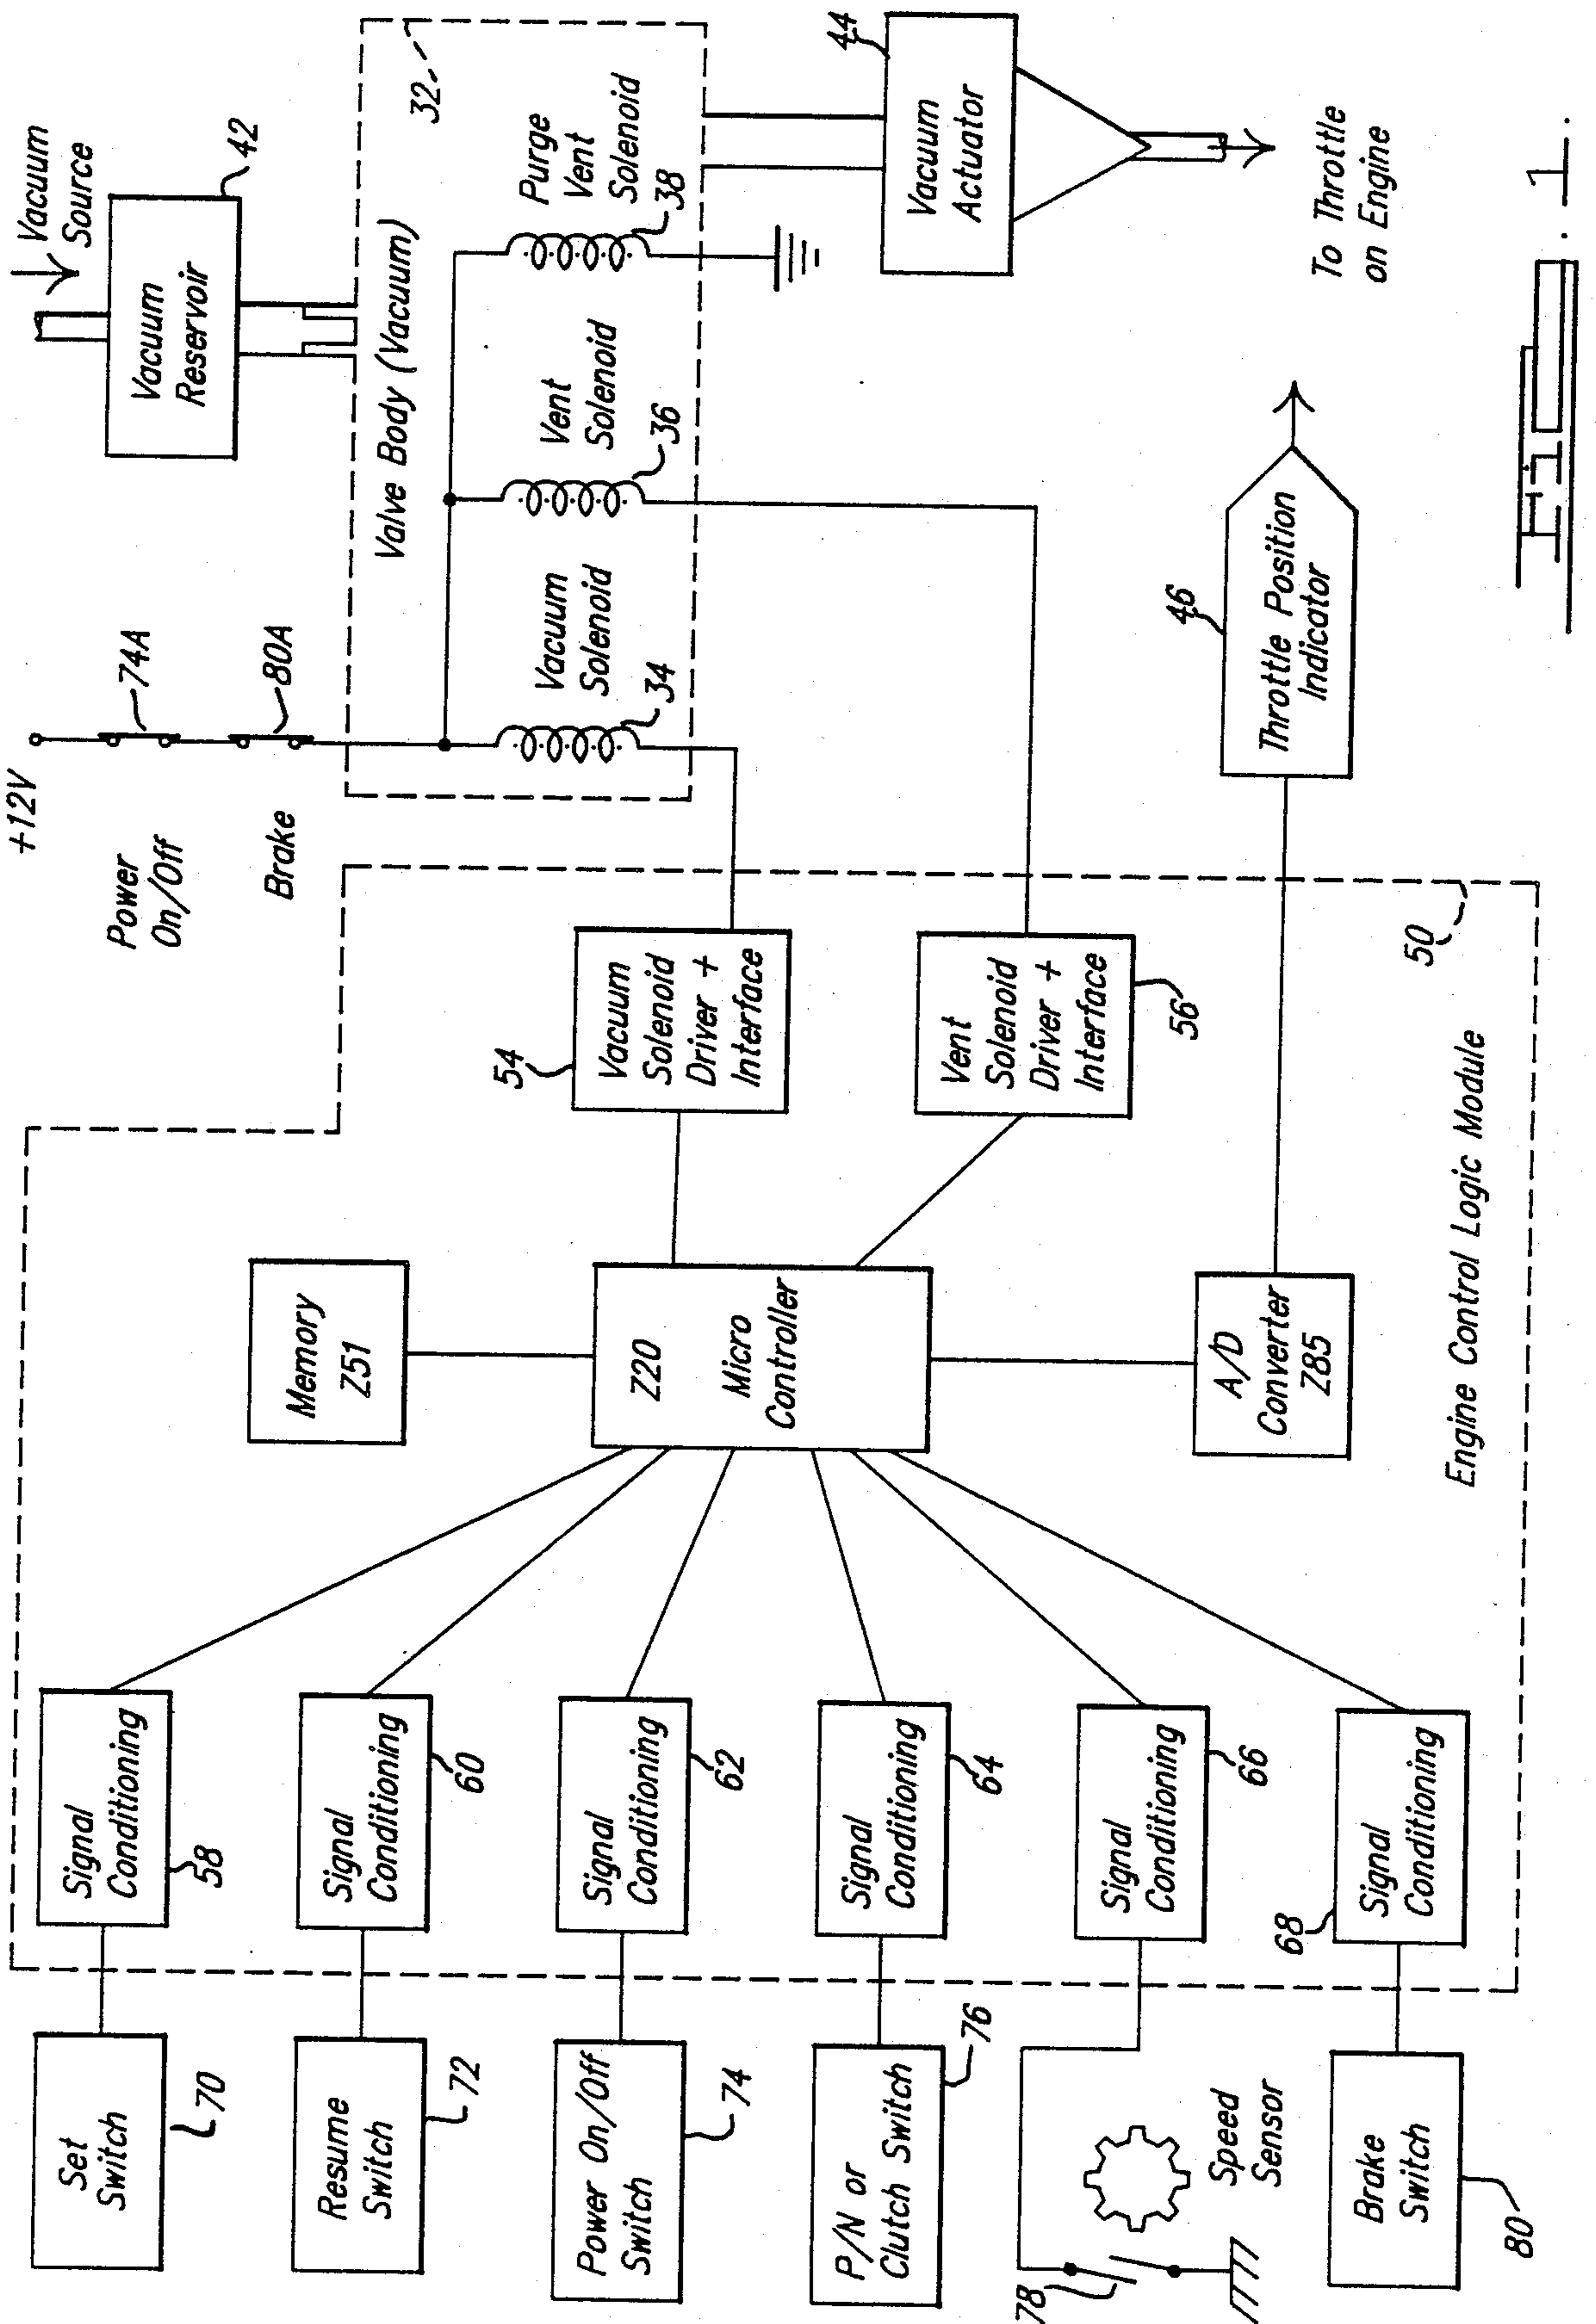 Set
Switch
70
Signal
Conditioning
58
Resume
Switch
72
Signal
Conditioning
60
Power On/Off
Switch
74
Signal
Conditioning
62
P/N or
Clutch Switch
76
Signal
Conditioning
64
78
Speed
Sensor
Signal
Conditioning
66
Brake
Switch
80
Signal
Conditioning
68
Memory
Z51
Z20
Micro
Controller
A/D
Converter
Z85
Engine Control Logic Module
50
54
Vacuum
Solenoid
Driver +
Interface
Vent
Solenoid
Driver +
Interface
56
+12V
Power
On/Off
74A
Brake
80A
Vacuum
Source
Vacuum
Reservoir
42
Valve Body (Vacuum)
32
Vacuum
Solenoid
34
Vent
Solenoid
36
Purge
Vent
Solenoid
38
44
Vacuum
Actuator
To Throttle
on Engine
46
Throttle Position
Indicator
Fig. 1.